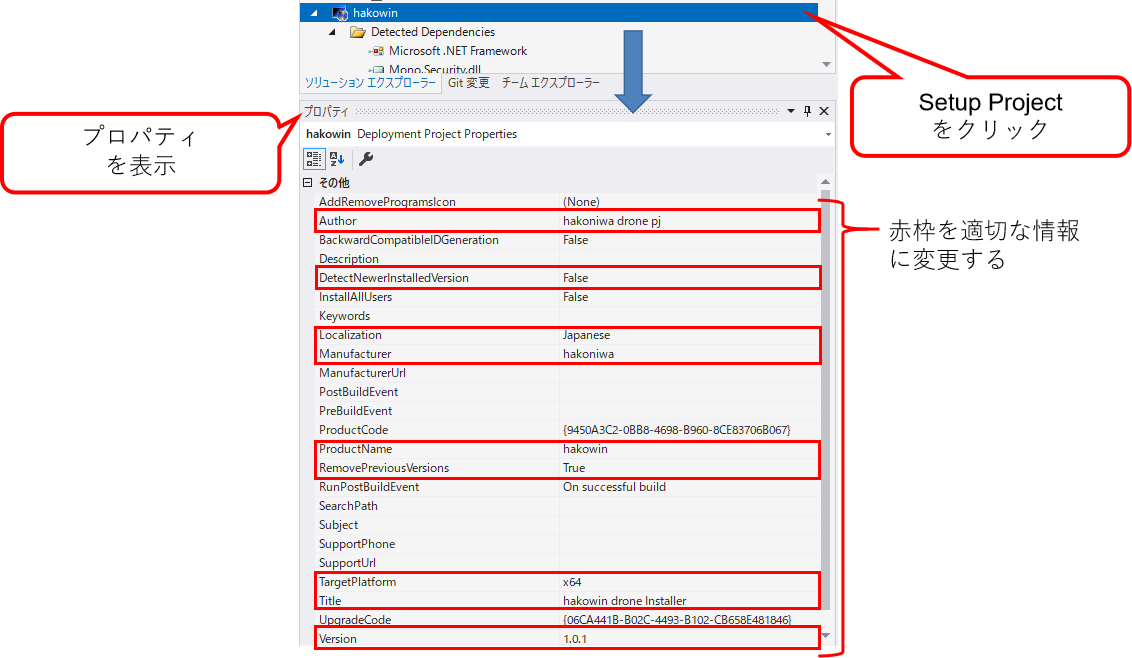 hakowin
Detected Dependencies
Microsoft .NET Framework
Mono.Security.dll
ソリューション エクスプローラー Git 変更 チーム エクスプローラー
Setup Project
をクリック
プロパティ
hakowin Deployment Project Properties
プロパティ
を表示
その他
AddRemoveProgramsIcon (None)
Author hakoniwa drone pj
BackwardCompatibleIDGeneration False
Description
DetectNewerInstalledVersion False
InstallAllUsers False
Keywords
Localization Japanese
Manufacturer hakoniwa
ManufacturerUrl
PostBuildEvent
PreBuildEvent
ProductCode {9450A3C2-0BB8-4698-B960-8CE83706B067}
ProductName hakowin
RemovePreviousVersions True
RunPostBuildEvent On successful build
SearchPath
Subject
SupportPhone
SupportUrl
TargetPlatform x64
Title hakowin drone Installer
UpgradeCode {06CA441B-B02C-4493-B102-CB658E481846}
Version 1.0.1
赤枠を適切な情報
に変更する